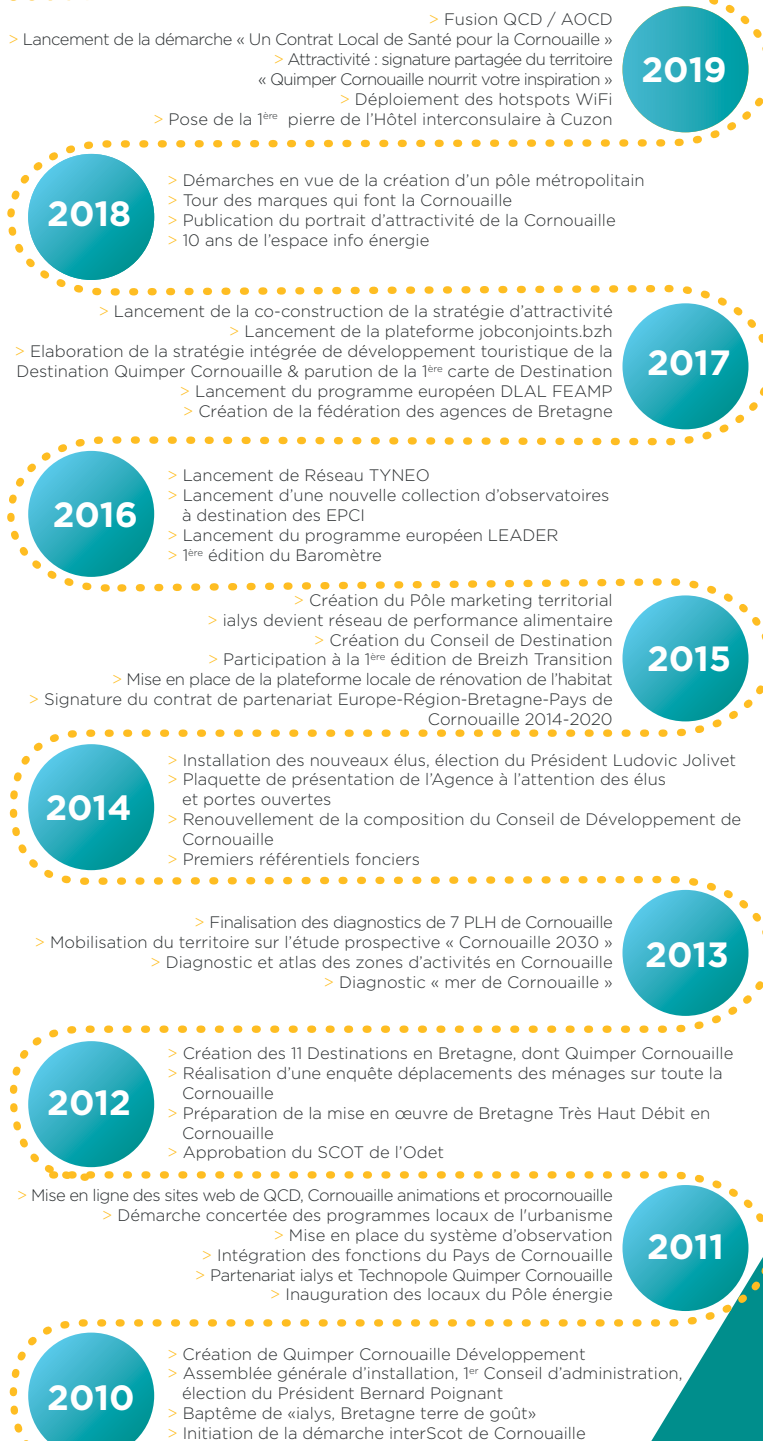 > Fusion QCD / AOCD
> Lancement de la démarche « Un Contrat Local de Santé pour la Cornouaille »
> Attractivité : signature partagée du territoire
« Quimper Cornouaille nourrit votre inspiration »
> Déploiement des hotspots WiFi
> Pose de la 1ère pierre de l'Hôtel interconsulaire à Cuzon
2019
2018
> Démarches en vue de la création d'un pôle métropolitain
> Tour des marques qui font la Cornouaille
> Publication du portrait d'attractivité de la Cornouaille
> 10 ans de l'espace info énergie
> Lancement de la co-construction de la stratégie d'attractivité
> Lancement de la plateforme jobconjoints.bzh
> Elaboration de la stratégie intégrée de développement touristique de la
Destination Quimper Cornouaille & parution de la 1ère carte de Destination
> Lancement du programme européen DLAL FEAMP
> Création de la fédération des agences de Bretagne
2017
2016
> Lancement de Réseau TYNEO
> Lancement d'une nouvelle collection d'observatoires
à destination des EPCI
> Lancement du programme européen LEADER
> 1ère édition du Baromètre
> Création du Pôle marketing territorial
> ialys devient réseau de performance alimentaire
> Création du Conseil de Destination
> Participation à la 1ère édition de Breizh Transition
> Mise en place de la plateforme locale de rénovation de l'habitat
> Signature du contrat de partenariat Europe-Région-Bretagne-Pays de
Cornouaille 2014-2020
2015
2014
> Installation des nouveaux élus, élection du Président Ludovic Jolivet
> Plaquette de présentation de l'Agence à l'attention des élus
et portes ouvertes
> Renouvellement de la composition du Conseil de Développement de
Cornouaille
> Premiers référentiels fonciers
> Finalisation des diagnostics de 7 PLH de Cornouaille
> Mobilisation du territoire sur l'étude prospective « Cornouaille 2030 »
> Diagnostic et atlas des zones d'activités en Cornouaille
> Diagnostic « mer de Cornouaille »
2013
2012
> Création des 11 Destinations en Bretagne, dont Quimper Cornouaille
> Réalisation d'une enquête déplacements des ménages sur toute la
Cornouaille
> Préparation de la mise en œuvre de Bretagne Très Haut Débit en
Cornouaille
> Approbation du SCOT de l'Odet
> Mise en ligne des sites web de QCD, Cornouaille animations et procornouaille
> Démarche concertée des programmes locaux de l'urbanisme
> Mise en place du système d'observation
> Intégration des fonctions du Pays de Cornouaille
> Partenariat ialys et Technopole Quimper Cornouaille
> Inauguration des locaux du Pôle énergie
2011
2010
> Création de Quimper Cornouaille Développement
> Assemblée générale d'installation, 1er Conseil d'administration,
élection du Président Bernard Poignant
> Baptême de «ialys, Bretagne terre de goût»
> Initiation de la démarche interScot de Cornouaille